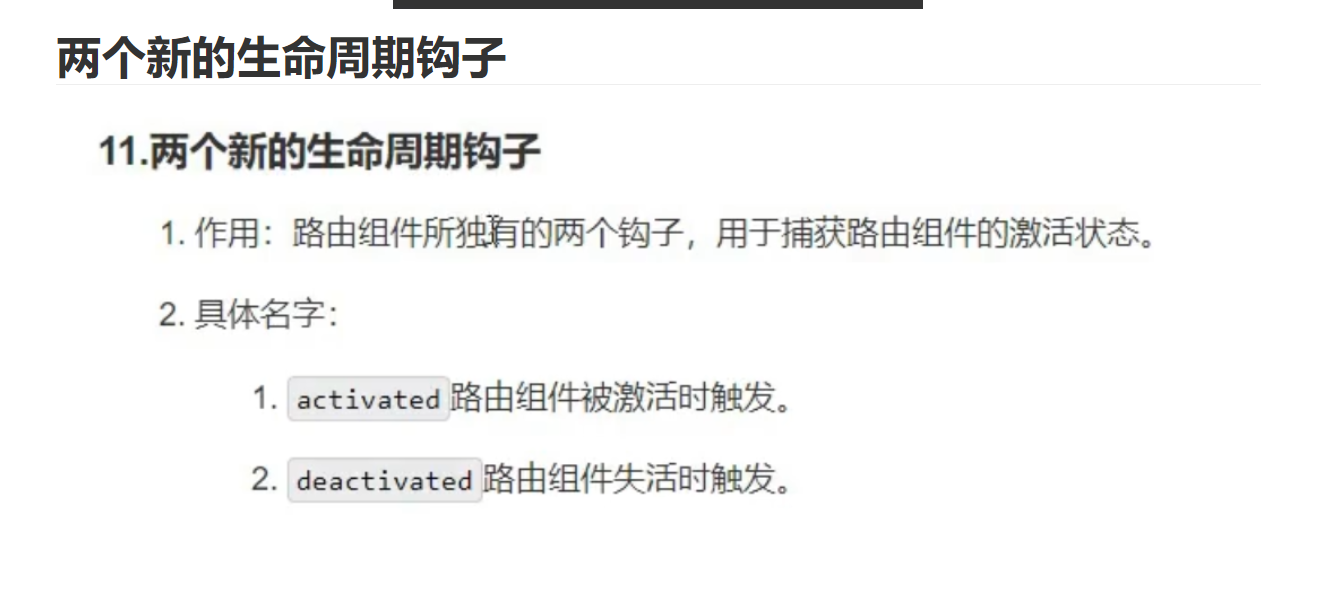 两个新的生命周期钩子
11.两个新的生命周期钩子
1. 作用：路由组件所独有的两个钩子，用于捕获路由组件的激活状态。
2. 具体名字：
1. activated路由组件被激活时触发。
2. deactivated路由组件失活时触发。